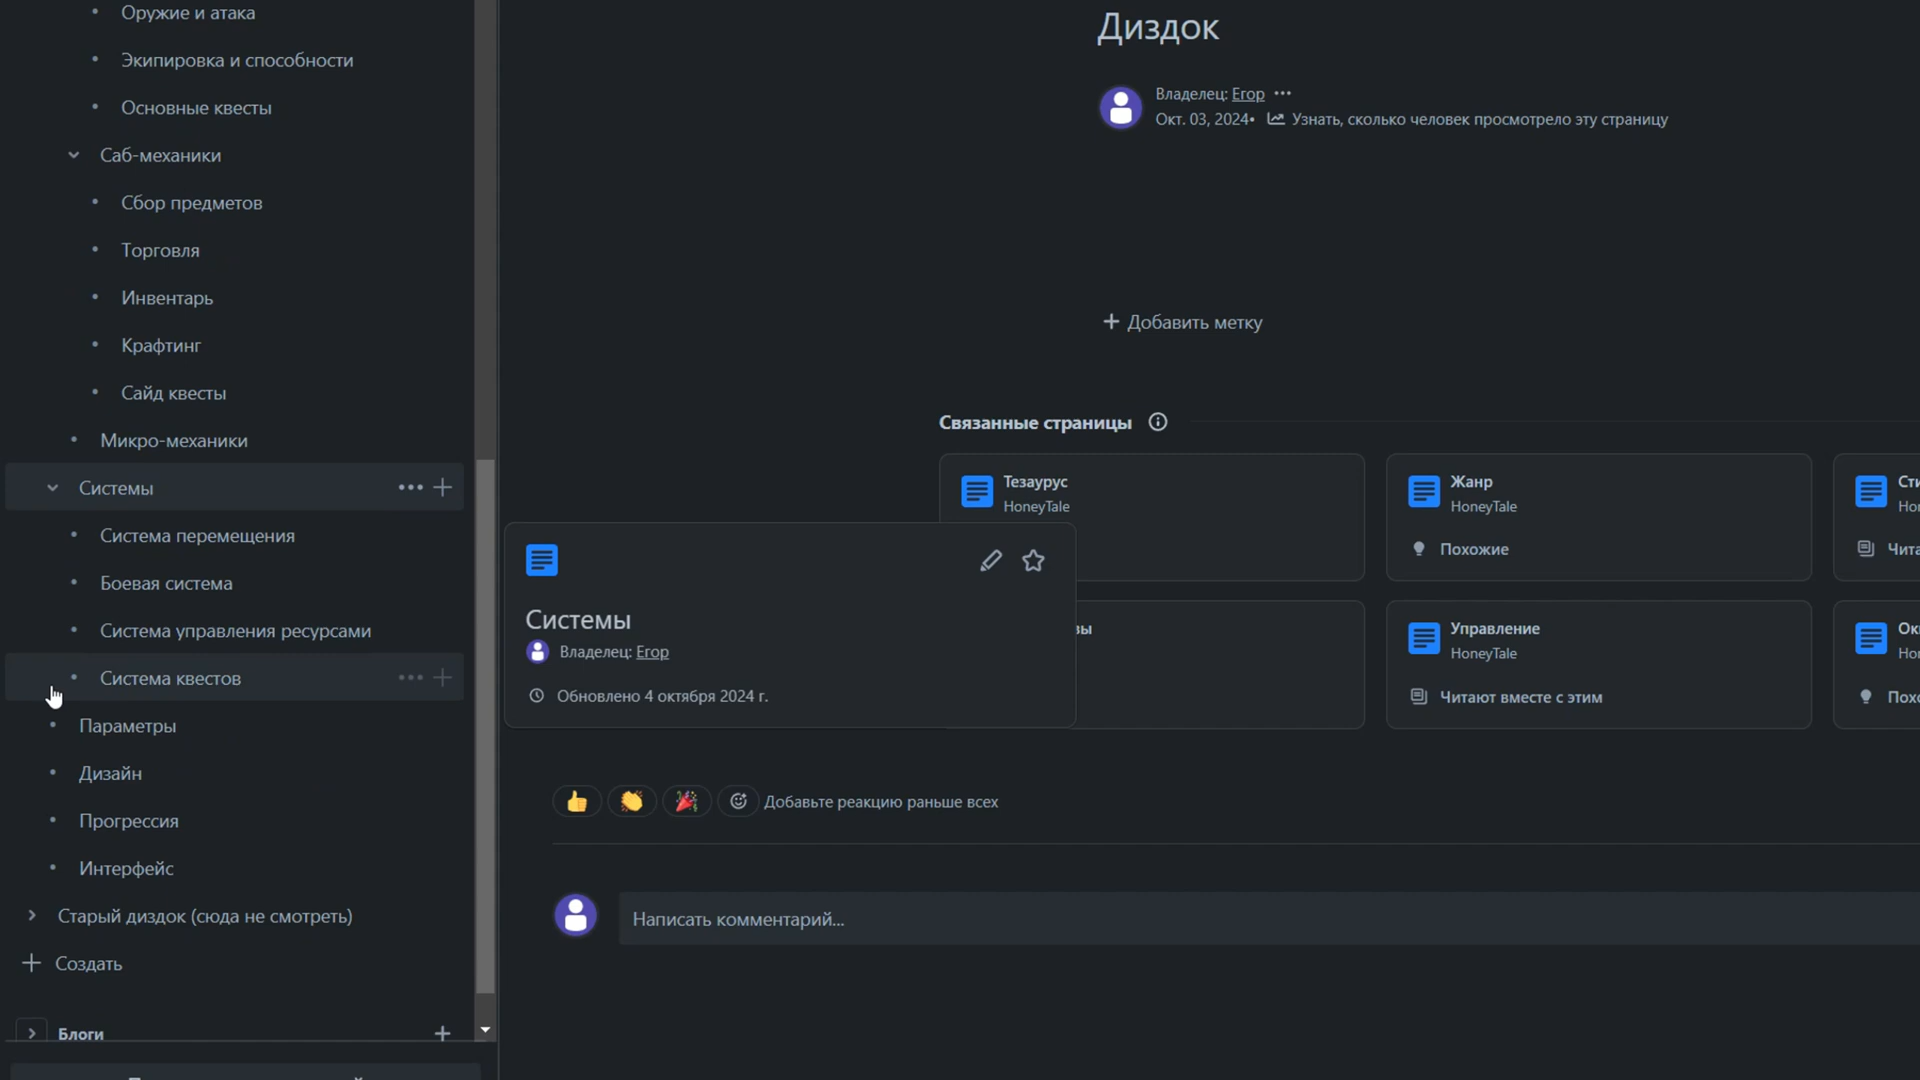 Оружие и атака
Экипировка и способности
Основные квесты
Саб-механики
Сбор предметов
Торговля
Инвентарь
Крафтинг
Сайд квесты
Микро-механики
Системы
Система перемещения
Боевая система
Система управления ресурсами
Система квестов
Параметры
Дизайн
Прогрессия
Интерфейс
Старый диздок (сюда не смотреть)
Создать
Блоги
Диздок
Владелец: Егор
Окт. 03, 2024• Узнать, сколько человек просмотрело эту страницу
Добавить метку
Связанные страницы
Тезаурус
HoneyTale
Жанр
HoneyTale
Похожие
Системы
Владелец: Егор
Обновлено 4 октября 2024 г.
Управление
HoneyTale
Читают вместе с этим
Добавьте реакцию раньше всех
Написать комментарий...